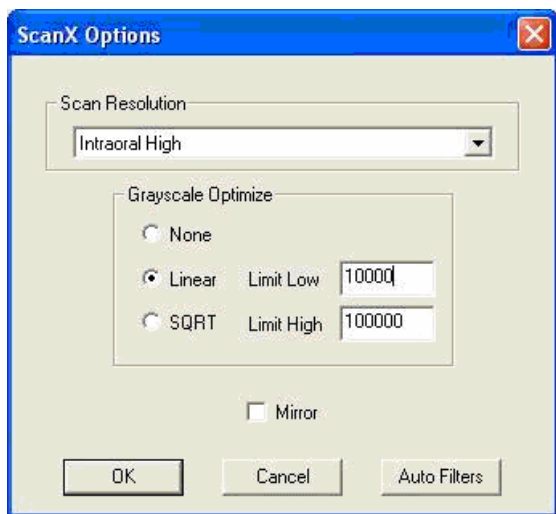 ScanX Options
Scan Resolution
Intraoral High
Grayscale Optimize
None
Linear Limit Low 10000
SQRT Limit High 100000
Mirror
OK Cancel Auto Filters